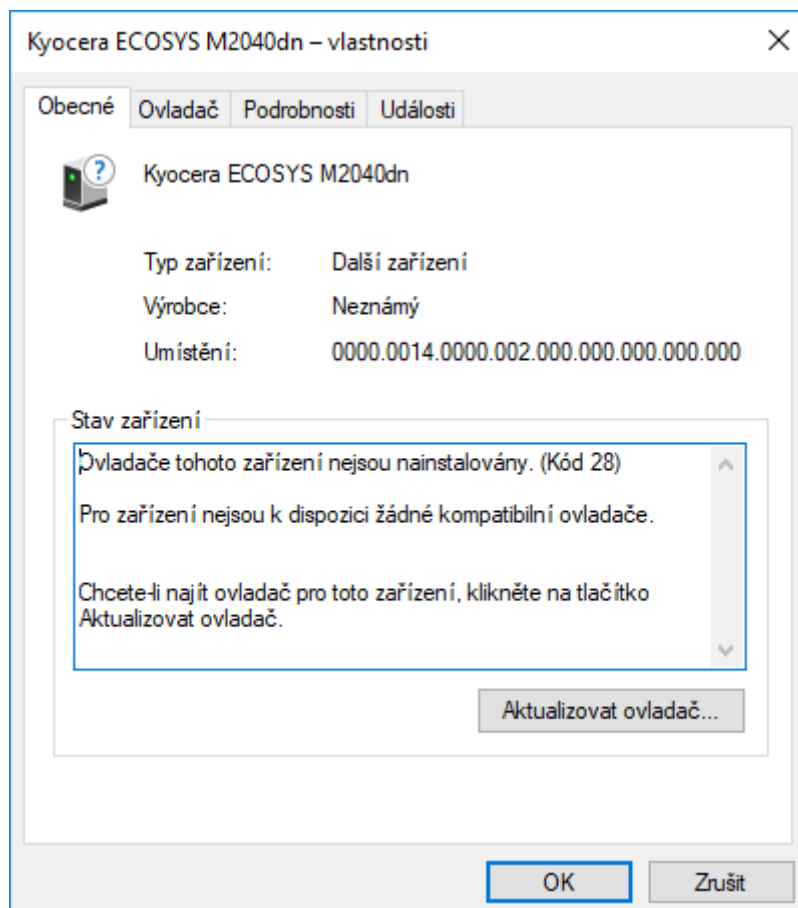 Kyocera ECOSYS M2040dn – vlastnosti
Obecné
Ovladač
Podrobnosti
Události
Kyocera ECOSYS M2040dn
Typ zařízení: Další zařízení
Výrobce: Neznámý
Umístění: 0000.0014.0000.002.000.000.000.000.000
Stav zařízení
Ovladače tohoto zařízení nejsou nainstalovány. (Kód 28)
Pro zařízení nejsou k dispozici žádné kompatibilní ovladače.
Chcete-li najít ovladač pro toto zařízení, klikněte na tlačítko
Aktualizovat ovladač.
Aktualizovat ovladač...
OK
Zrušit